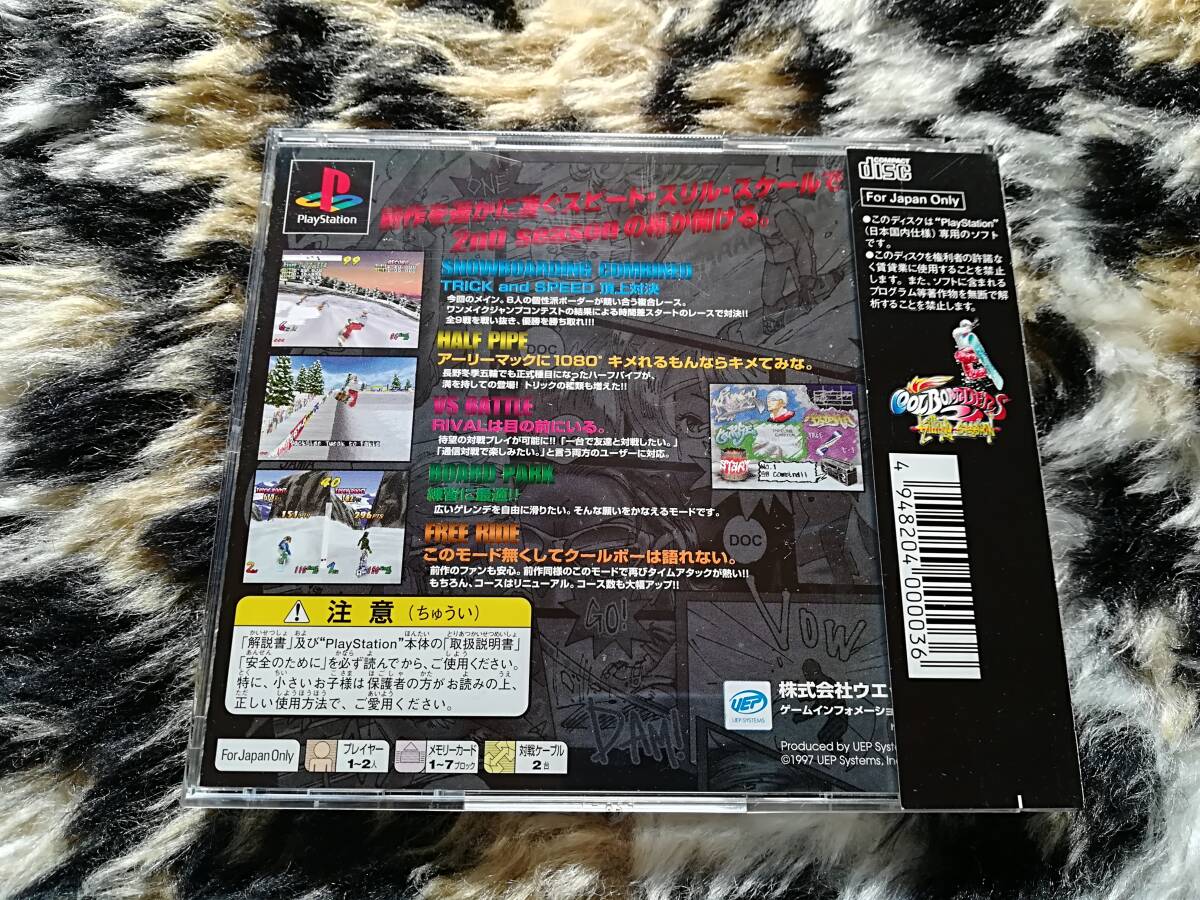 PlayStation
前作を遥かに凌ぐスピード・スリル・スケールで
2nd seasonの幕が開ける。
SNOWBOARDING COMBINED
TRICK and SPEED 頂上対決
今回のメイン。8人の個性派ボーダーが競い合う複合レース。
ワンメイクジャンプコンテストの結果による時間差スタートのレースで対決!!
全9戦を戦い抜き、優勝を勝ち取れ!!!
HALF PIPE
アーリーマックに1080°キメれるもんならキメてみな。
長野冬季五輪でも正式種目になったハーフパイプが、
満を持しての登場! トリックの種類も増えた!!
VS BATTLE
RIVALは目の前にいる。
待望の対戦プレイが可能に!!「一台で友達と対戦したい。」
「通信対戦で楽しみたい。」と言う両方のユーザーに対応。
BOARD PARK
練習に最適!!
広いゲレンデを自由に滑りたい。そんな願いをかなえるモードです。
FREE RIDE
このモード無くしてクールボーは語れない。
前作のファンも安心。前作同様のこのモードで再びタイムアタックが熱い!!
もちろん、コースはリニューアル。コース数も大幅アップ!!
ONE
DOC
DOC
GO!
VOW
DAM!
99
40
2
2
START
NO.1
注意(ちゅうい)
「解説書」及び“PlayStation”本体の「取扱説明書」
「安全のために」を必ず読んでから、ご使用ください。
特に、小さいお子様は保護者の方がお読みの上、
正しい使用方法で、ご愛用ください。
For Japan Only
プレイヤー
1~2人
メモリーカード
1~7ブロック
対戦ケーブル
2台
UEP
UEP SYSTEMS
株式会社ウエ
ゲームインフォメーショ
Produced by UEP Syst
©1997 UEP Systems, Inc
COMPACT
disc
For Japan Only
●このディスクは“PlayStation”
(日本国内仕様)専用のソフト
です。
●このディスクを権利者の許諾な
く賃貸業に使用することを禁止
します。また、ソフトに含まれる
プログラム等著作物を無断で解
析することを禁止します。
COOLBOARDERS
4 948204 000036